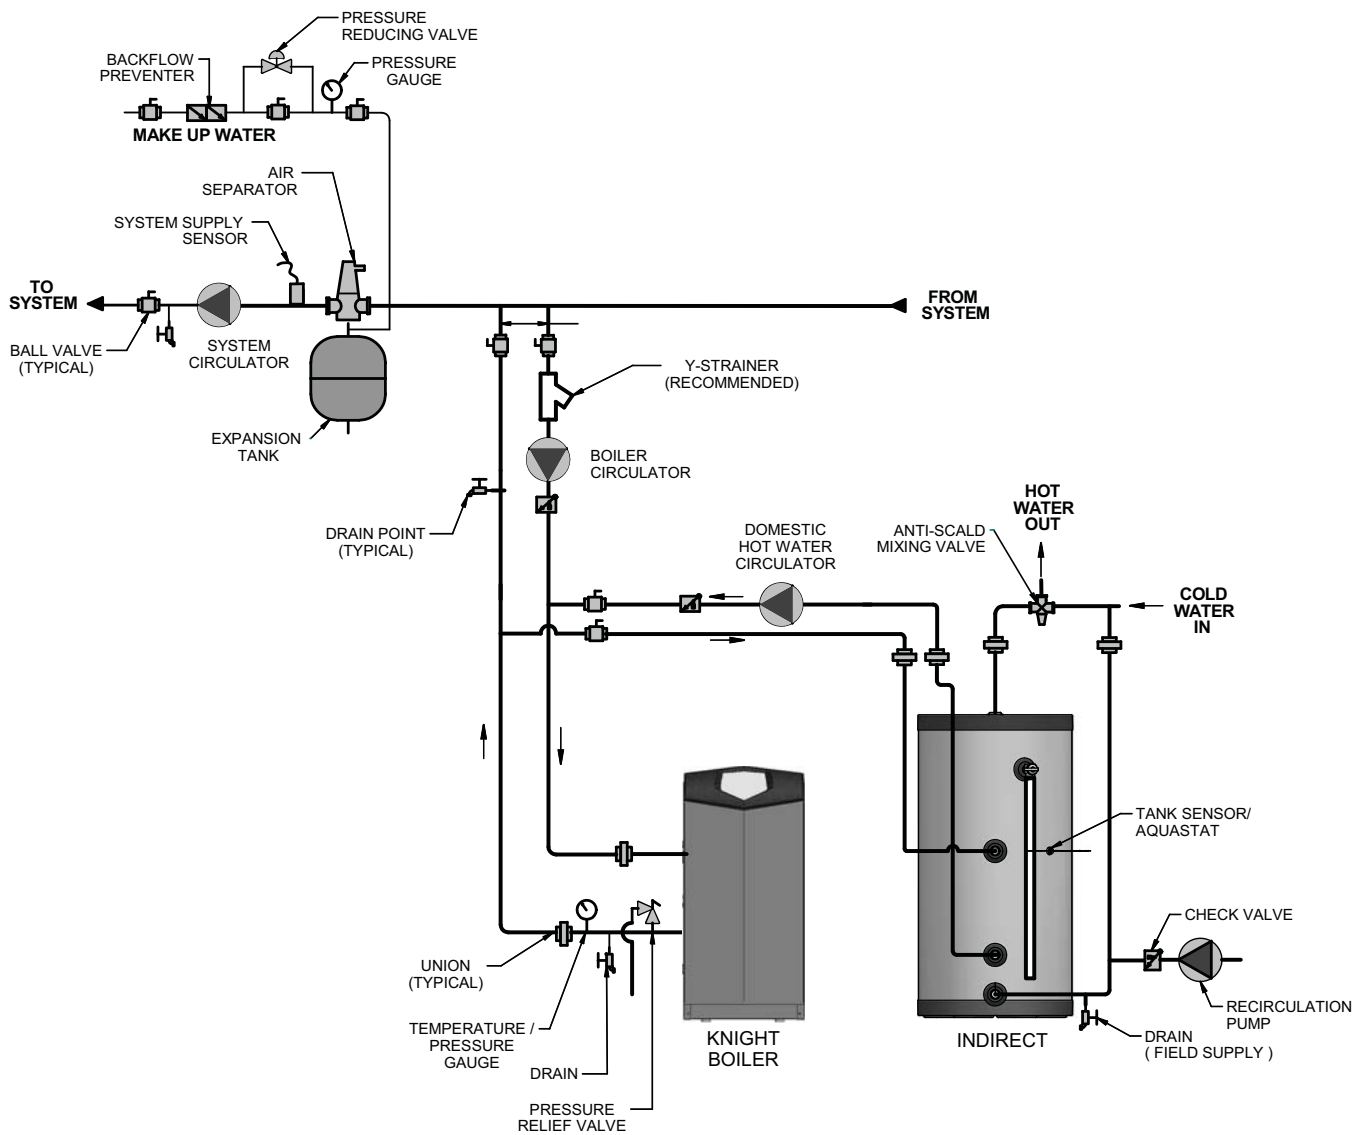 PRESSURE
REDUCING VALVE
BACKFLOW
PREVENTER
PRESSURE
GAUGE
MAKE UP WATER
AIR
SEPARATOR
SYSTEM SUPPLY
SENSOR
TO
SYSTEM
FROM
SYSTEM
BALL VALVE
(TYPICAL)
SYSTEM
CIRCULATOR
Y-STRAINER
(RECOMMENDED)
EXPANSION
TANK
BOILER
CIRCULATOR
DRAIN POINT
(TYPICAL)
DOMESTIC
HOT WATER
CIRCULATOR
ANTI-SCALD
MIXING VALVE
HOT
WATER
OUT
COLD
WATER
IN
TANK SENSOR/
AQUASTAT
CHECK VALVE
UNION
(TYPICAL)
TEMPERATURE /
PRESSURE
GAUGE
DRAIN
PRESSURE
RELIEF VALVE
KNIGHT
BOILER
INDIRECT
RECIRCULATION
PUMP
DRAIN
( FIELD SUPPLY )